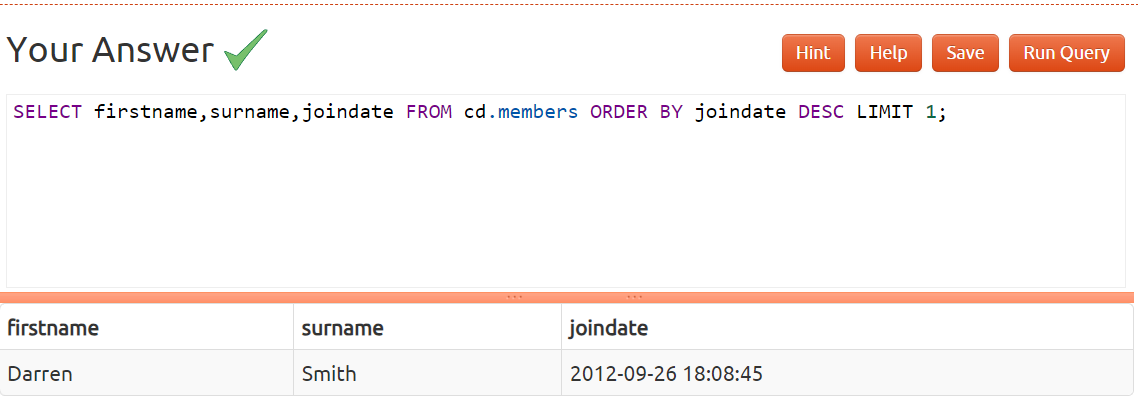 Your Answer
Hint Help Save Run Query
SELECT firstname,surname,joindate FROM cd.members ORDER BY joindate DESC LIMIT 1;
firstname surname joindate
Darren Smith 2012-09-26 18:08:45